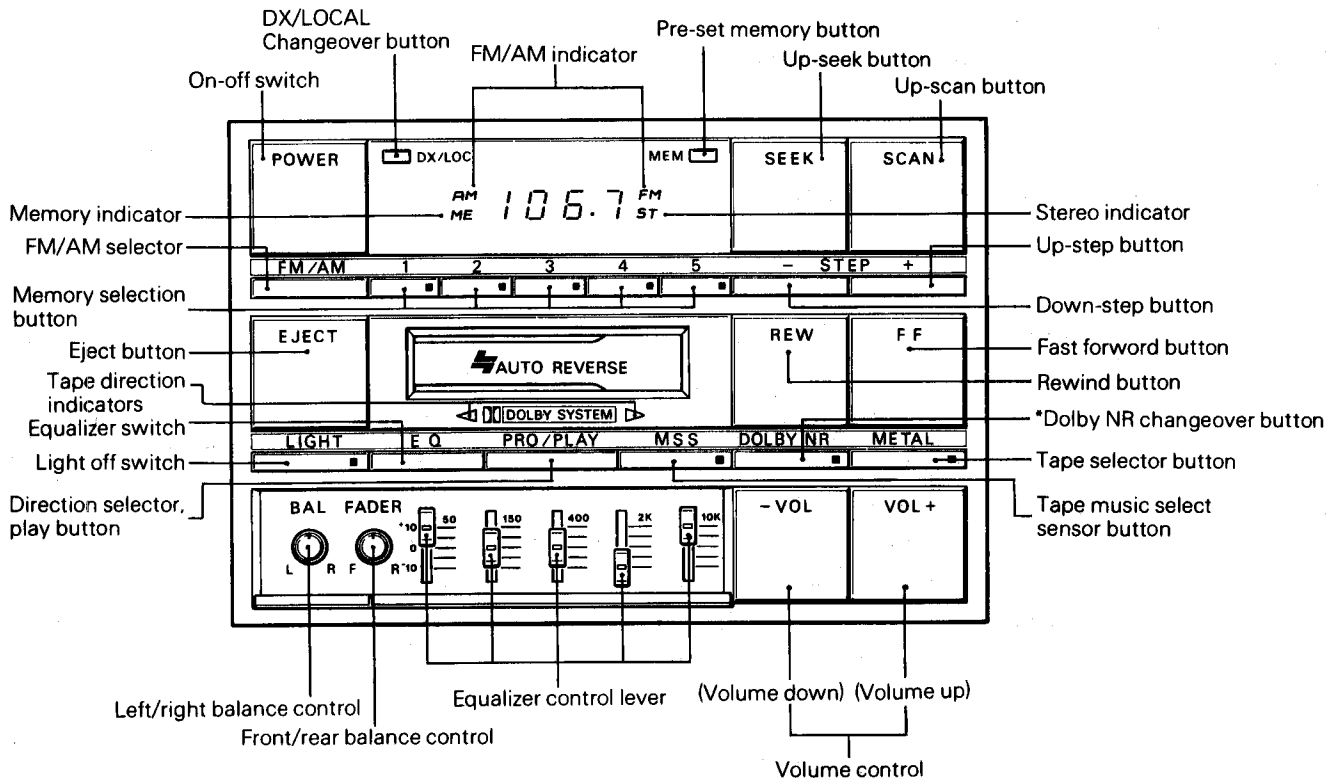 DX/LOCAL
Changeover button
Pre-set memory button
FM/AM indicator
Up-seek button
On-off switch
Up-scan button
POWER
DX/LOC
MEM
SEEK
SCAN
AM
FM
Memory indicator
ME
106.7
ST
Stereo indicator
FM/AM selector
Up-step button
FM/AM 1 2 3 4 5 - STEP +
Memory selection
button
Down-step button
EJECT
REW
FF
Eject button
AUTO REVERSE
Fast forword button
Tape direction
indicators
Rewind button
DOLBY SYSTEM
Equalizer switch
*Dolby NR changeover button
LIGHT EQ PRO/PLAY MSS DOLBY NR METAL
Light off switch
Tape selector button
Direction selector,
play button
Tape music select
sensor button
BAL FADER
+10
0
-10
50 150 400 2K 10K
L R F R
- VOL
VOL +
Equalizer control lever
(Volume down) (Volume up)
Left/right balance control
Front/rear balance control
Volume control